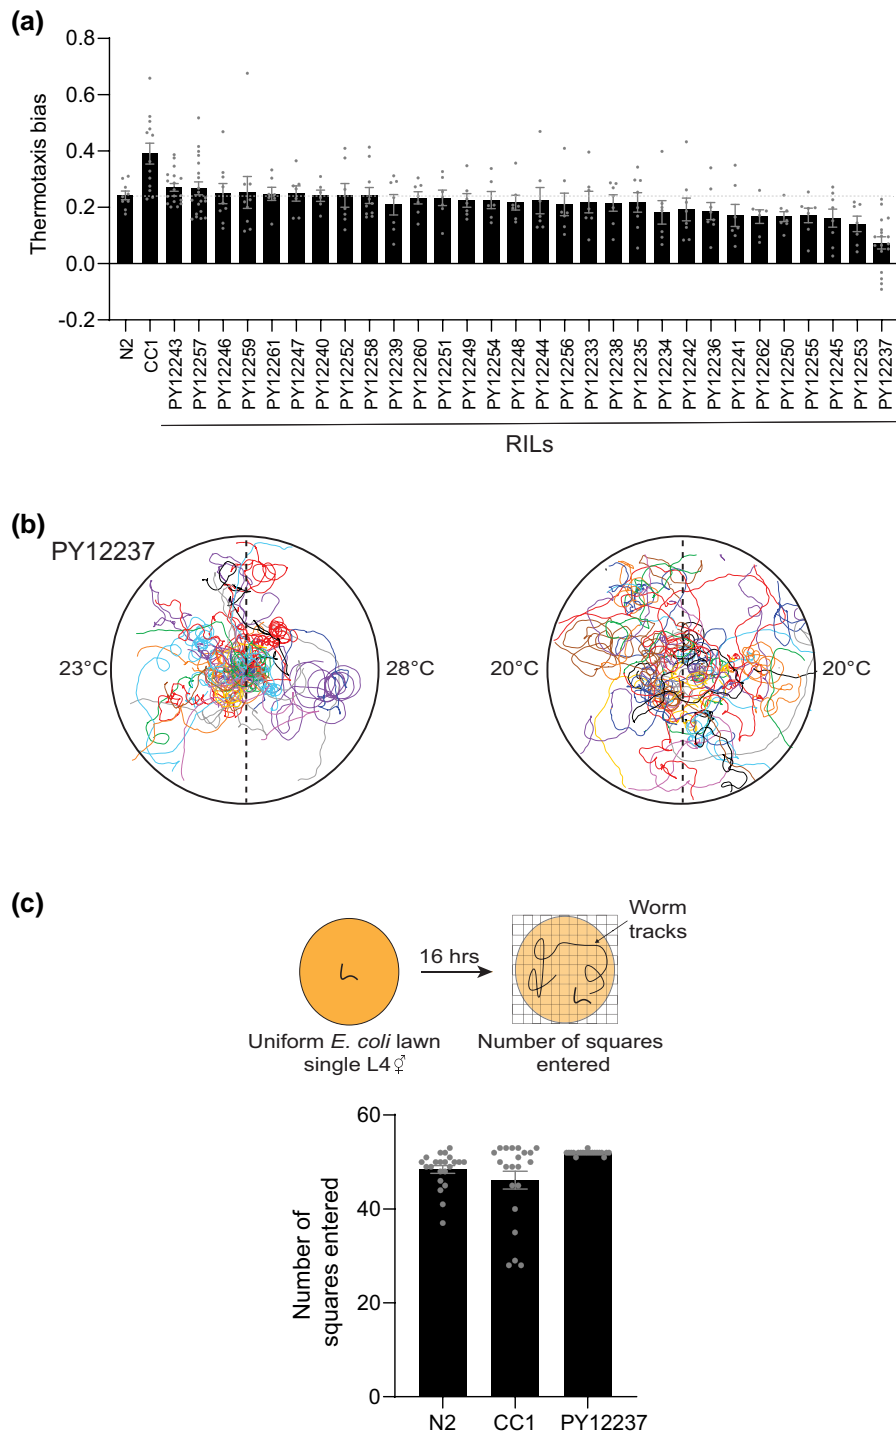 (a)
0.8
0.6
0.4
0.2
0.0
-0.2
Thermotaxis bias
N2
CC1
PY12243
PY12257
PY12246
PY12259
PY12261
PY12247
PY12240
PY12252
PY12258
PY12239
PY12260
PY12251
PY12249
PY12254
PY12248
PY12244
PY12256
PY12233
PY12238
PY12235
PY12234
PY12242
PY12236
PY12241
PY12262
PY12250
PY12255
PY12245
PY12253
PY12237
RILs
(b)
PY12237
23°C
28°C
20°C
20°C
(c)
Worm
tracks
16 hrs
Uniform E. coli lawn
single L4⚥
Number of squares
entered
60
40
20
0
Number of
squares entered
N2
CC1
PY12237